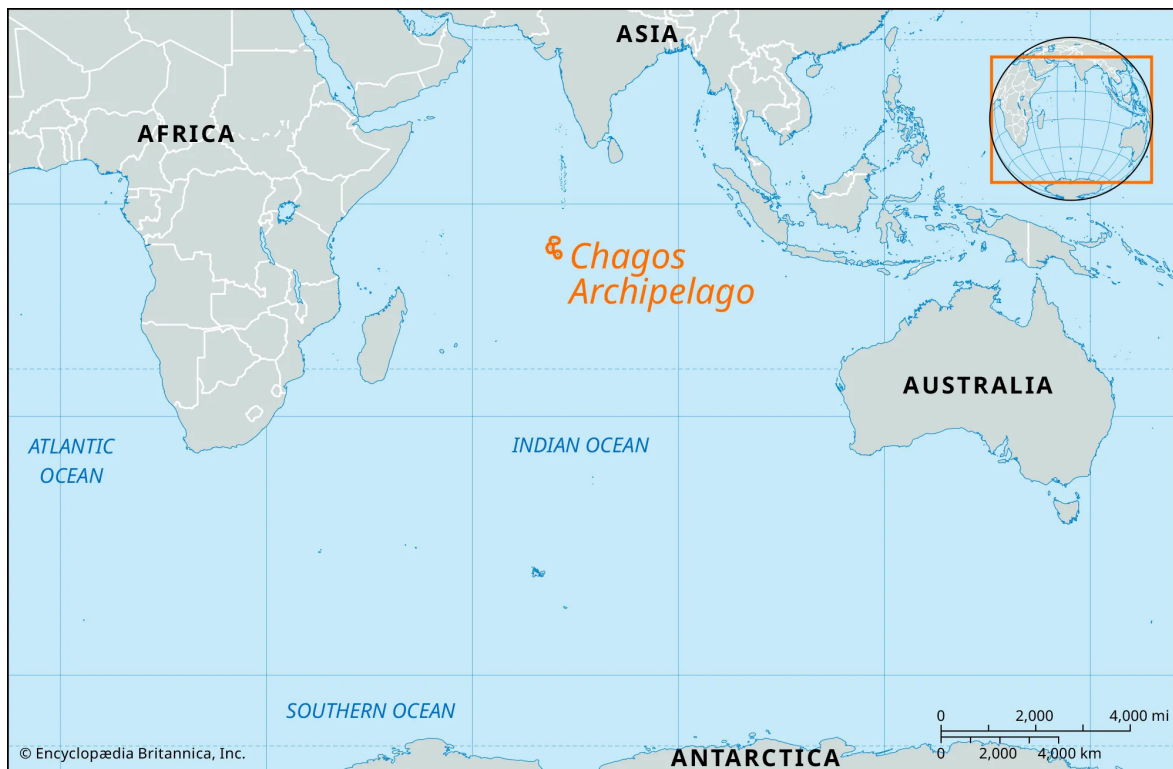 ASIA
AFRICA
Chagos
Archipelago
AUSTRALIA
ATLANTIC
OCEAN
INDIAN OCEAN
SOUTHERN OCEAN
0 2,000 4,000 mi
0 2,000 4,000 km
© Encyclopædia Britannica, Inc.
ANTARCTICA